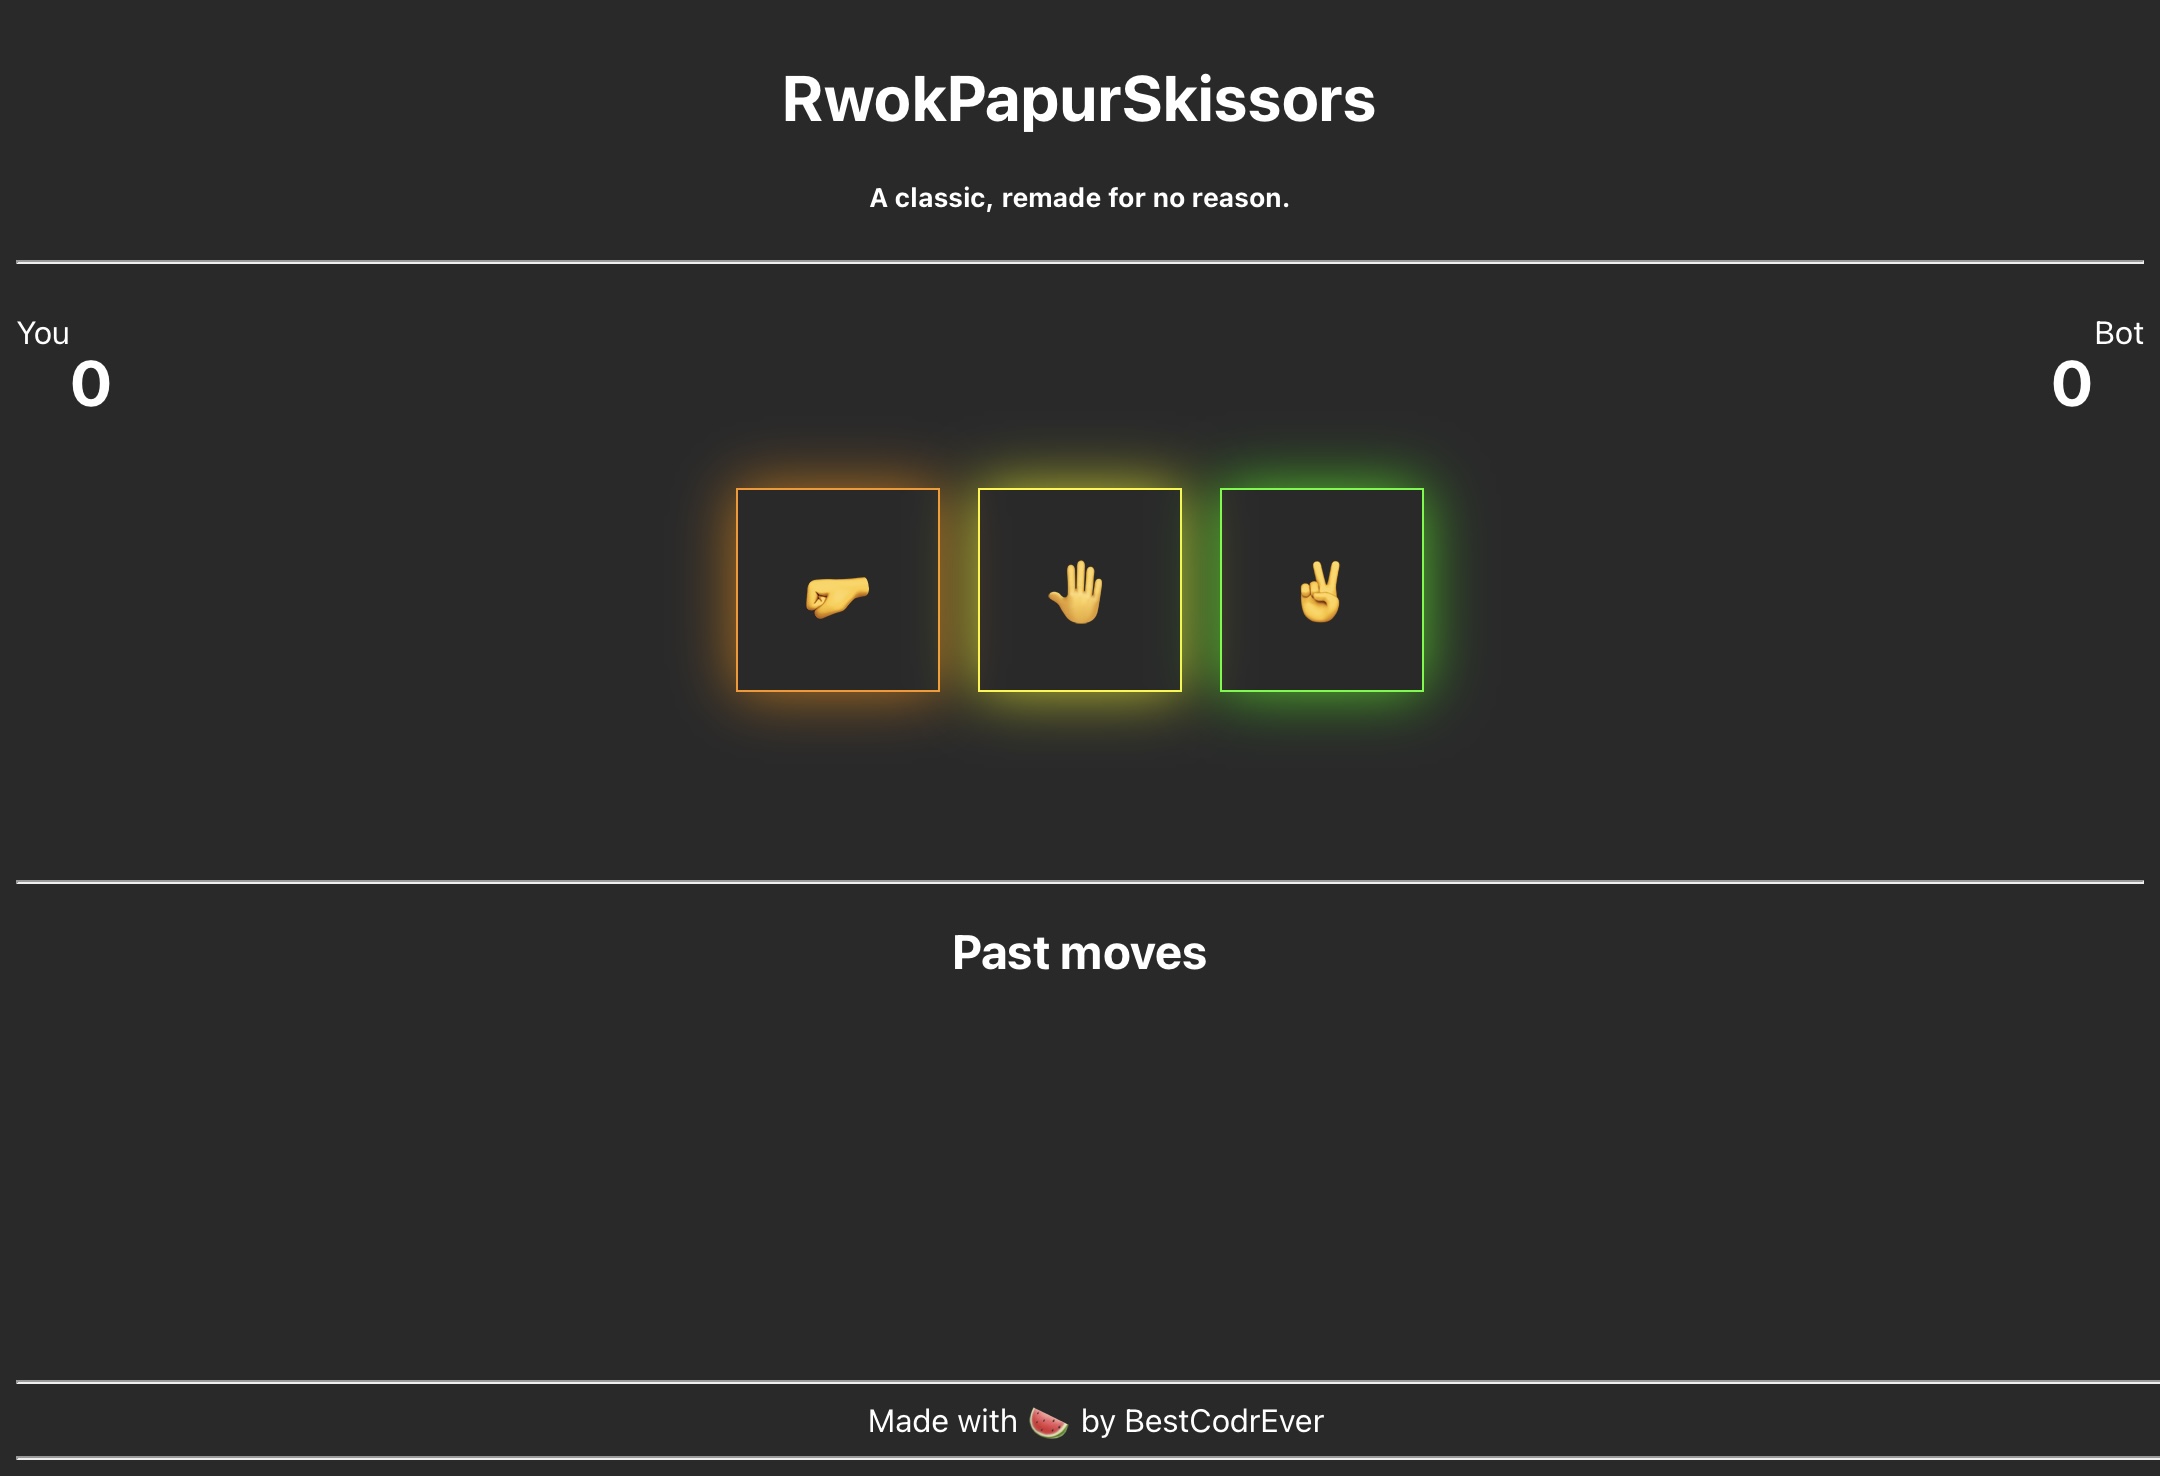 RwokPapurSkissors
A classic, remade for no reason.
You
Bot
0
0
🤛
🤚
✌️
Past moves
Made with 🍉 by BestCodrEver